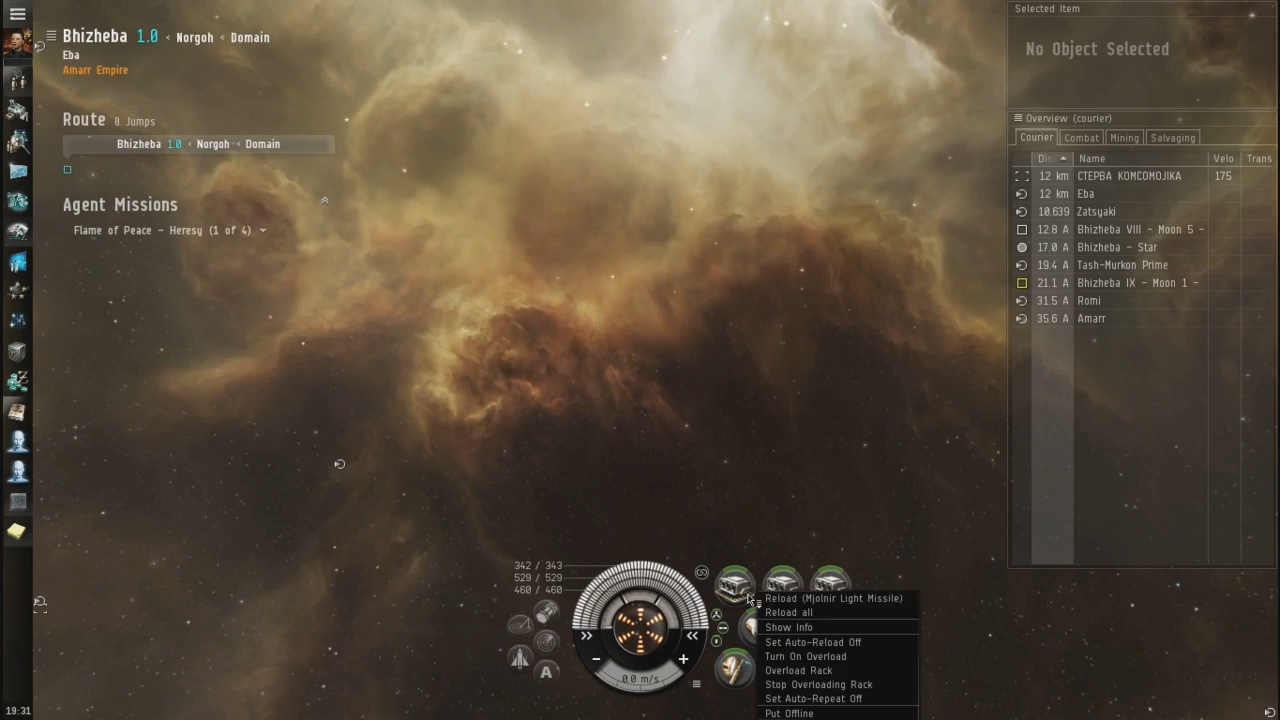 Bhizheba 1.0 < Norgoh < Domain
Eba
Amarr Empire
Route 0 Jumps
Bhizheba 1.0 < Norgoh < Domain
Agent Missions
Flame of Peace - Heresy (1 of 4)
Selected Item
No Object Selected
Overview (courier)
Courier Combat Mining Salvaging
Dis Name Velo Trans
12 km СТЕРВА KOMCOMOJIKA 175
12 km Eba
10.639 Zatsyaki
12.8 A Bhizheba VIII - Moon 5 -
17.0 A Bhizheba - Star
19.4 A Tash-Murkon Prime
21.1 A Bhizheba IX - Moon 1 -
31.5 A Romi
35.6 A Amarr
342 / 343
529 / 529
460 / 460
A
0.0 m/s
Reload (Mjolnir Light Missile)
Reload all
Show Info
Set Auto-Reload Off
Turn On Overload
Overload Rack
Stop Overloading Rack
Set Auto-Repeat Off
Put Offline
19:31